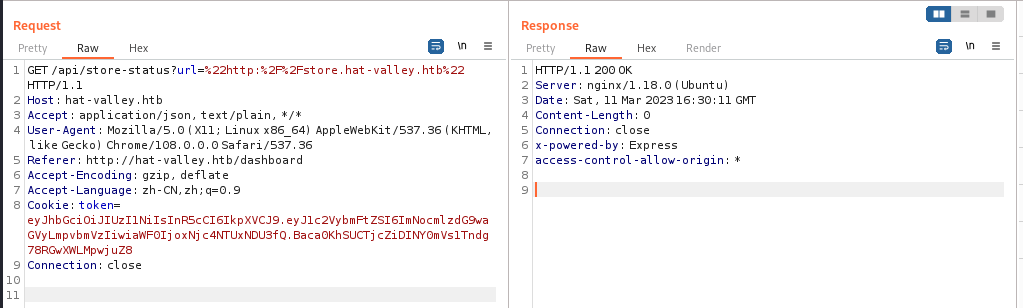 Request
Pretty Raw Hex
\n
1 GET /api/store-status?url=%22http:%2F%2Fstore.hat-valley.htb%22
HTTP/1.1
2 Host: hat-valley.htb
3 Accept: application/json, text/plain, */*
4 User-Agent: Mozilla/5.0 (X11; Linux x86_64) AppleWebKit/537.36 (KHTML,
like Gecko) Chrome/108.0.0.0 Safari/537.36
5 Referer: http://hat-valley.htb/dashboard
6 Accept-Encoding: gzip, deflate
7 Accept-Language: zh-CN,zh;q=0.9
8 Cookie: token=
eyJhbGciOiJIUzI1NiIsInR5cCI6IkpXVCJ9.eyJ1c2VybmFtZSI6ImNocmlzdG9wa
GVyLmpvbmVzIiwiaWF0IjoxNjc4NTUxNDU3fQ.Baca0KhSUCTjcZiDINY0mVs1Tndg
78RGwXWLMpwjuZ8
9 Connection: close
10
11
Response
Pretty Raw Hex Render
\n
1 HTTP/1.1 200 OK
2 Server: nginx/1.18.0 (Ubuntu)
3 Date: Sat, 11 Mar 2023 16:30:11 GMT
4 Content-Length: 0
5 Connection: close
6 x-powered-by: Express
7 access-control-allow-origin: *
8
9